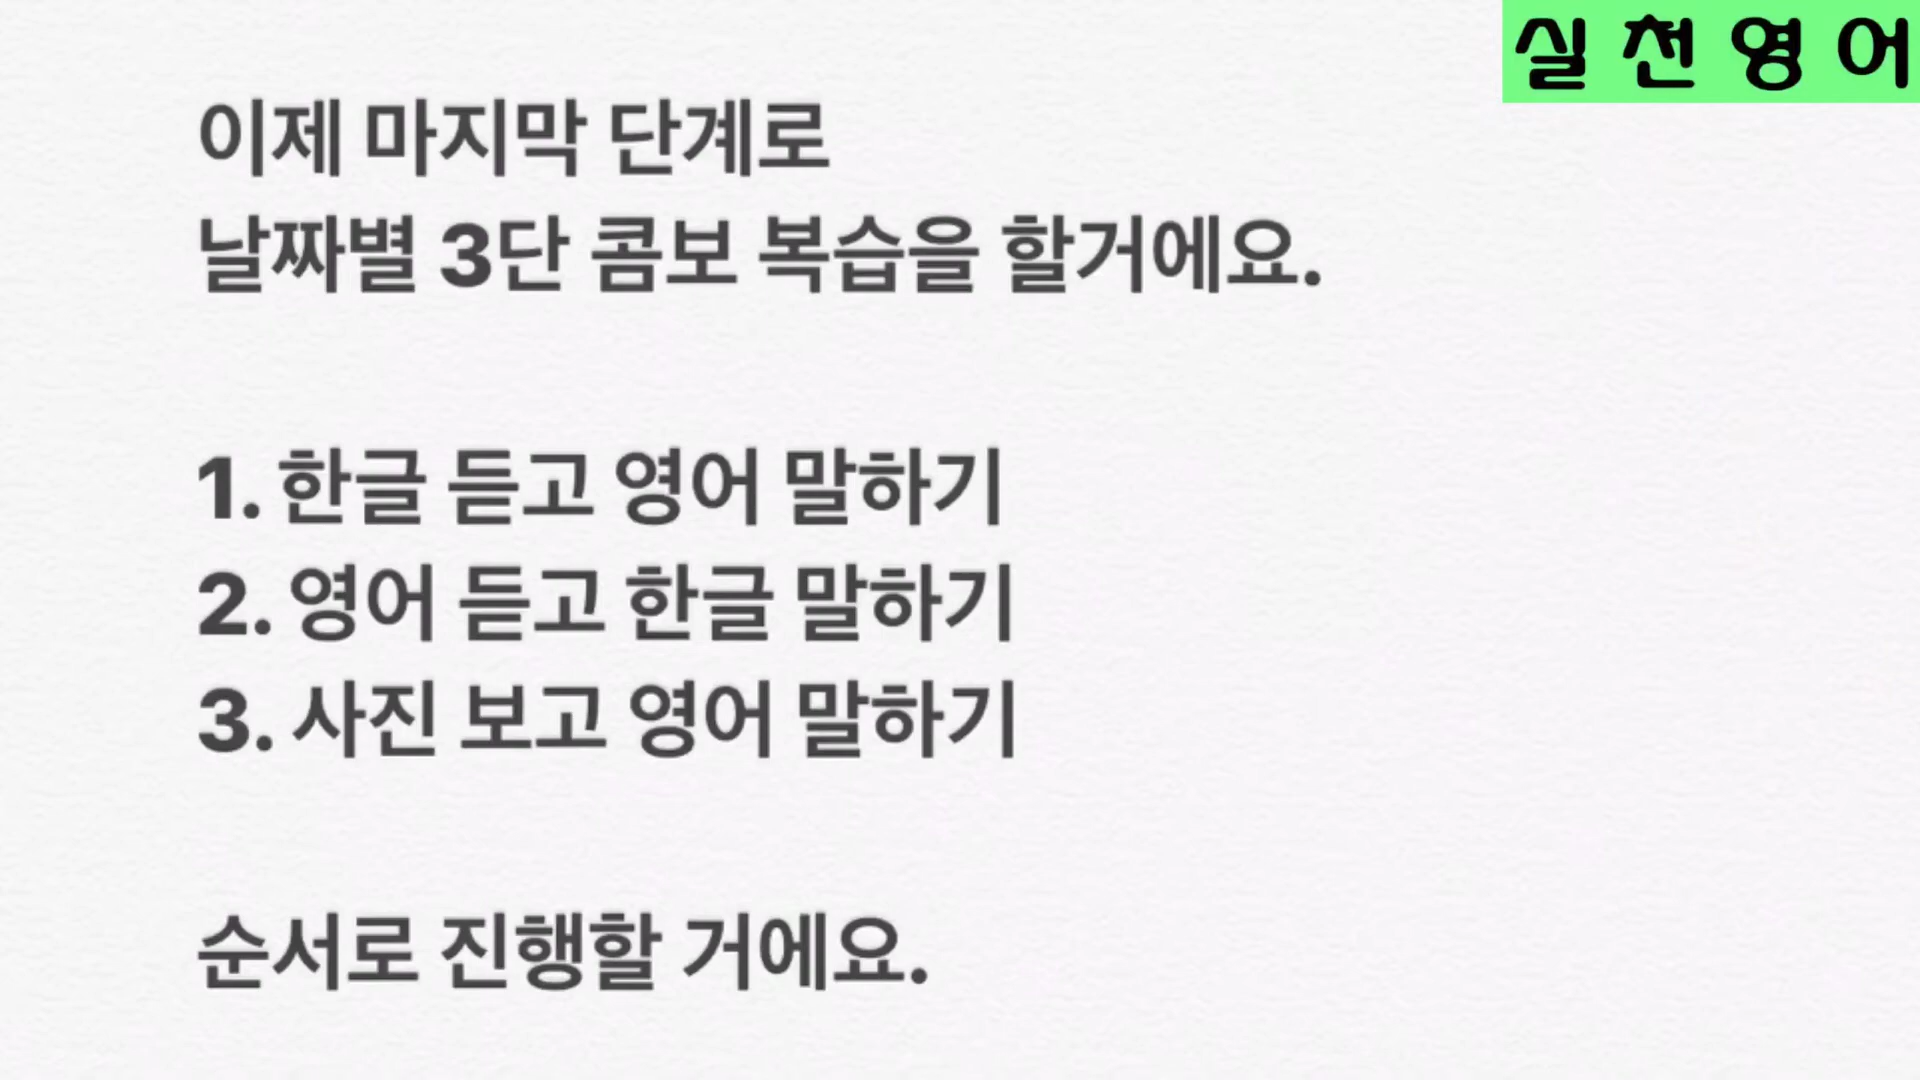 실천영어
이제 마지막 단계로
날짜별 3단 콤보 복습을 할거에요.
1. 한글 듣고 영어 말하기
2. 영어 듣고 한글 말하기
3. 사진 보고 영어 말하기
순서로 진행할 거에요.